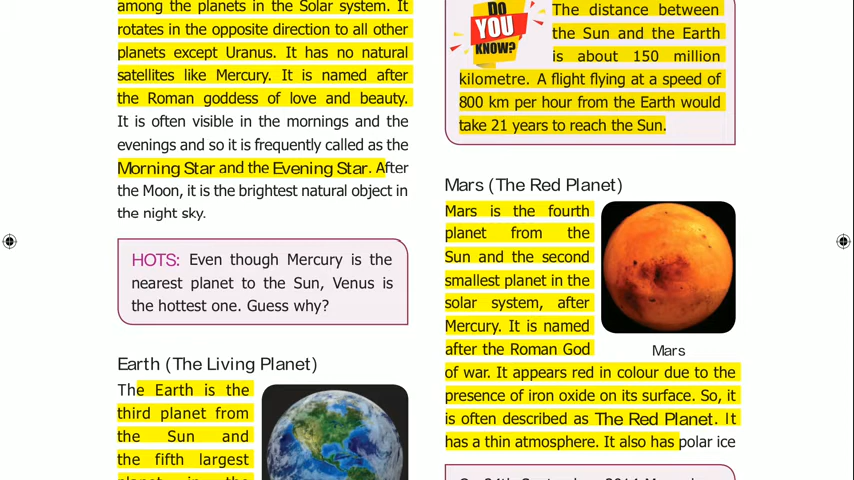 among the planets in the Solar system. It
rotates in the opposite direction to all other
planets except Uranus. It has no natural
satellites like Mercury. It is named after
the Roman goddess of love and beauty.
It is often visible in the mornings and the
evenings and so it is frequently called as the
Morning Star and the Evening Star. After
the Moon, it is the brightest natural object in
the night sky.
HOTS: Even though Mercury is the
nearest planet to the Sun, Venus is
the hottest one. Guess why?
Earth (The Living Planet)
The Earth is the
third planet from
the Sun and
the fifth largest
planet in the
DO
YOU
KNOW?
The distance between
the Sun and the Earth
is about 150 million
kilometre. A flight flying at a speed of
800 km per hour from the Earth would
take 21 years to reach the Sun.
Mars (The Red Planet)
Mars is the fourth
planet from the
Sun and the second
smallest planet in the
solar system, after
Mercury. It is named
after the Roman God
Mars
of war. It appears red in colour due to the
presence of iron oxide on its surface. So, it
is often described as The Red Planet. It
has a thin atmosphere. It also has polar ice